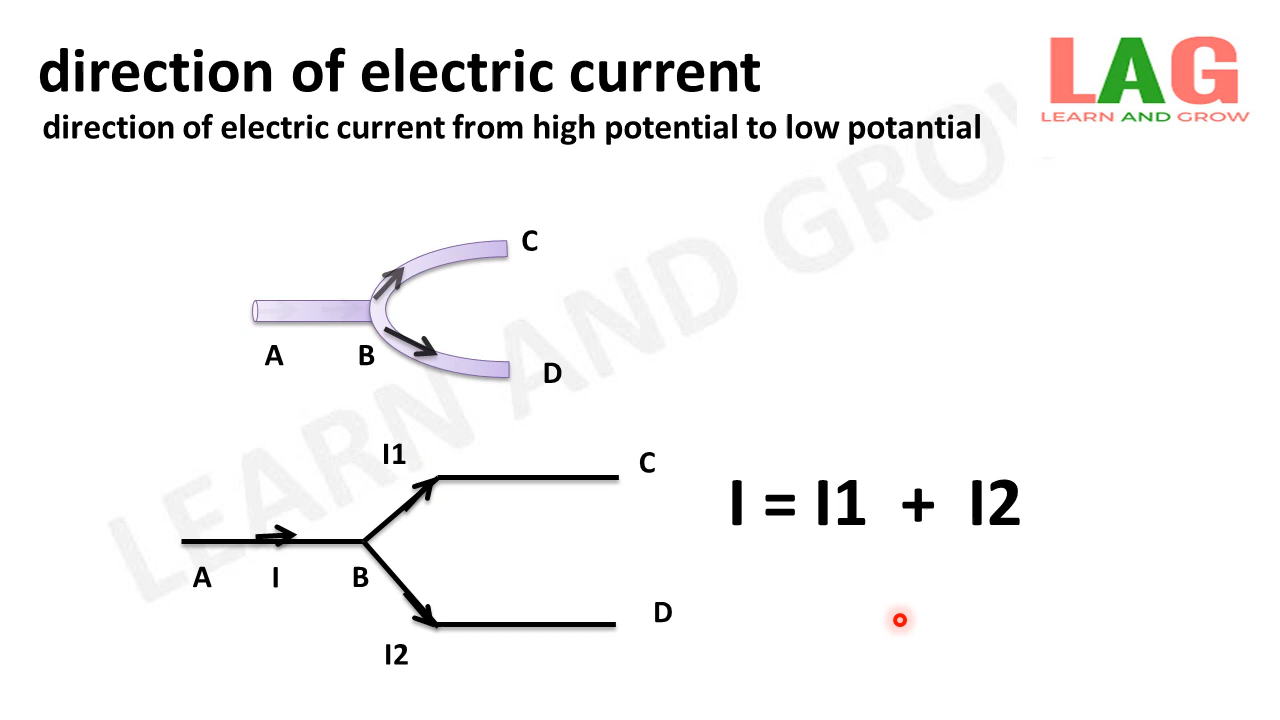 direction of electric current
direction of electric current from high potential to low potantial
LAG
LEARN AND GROW
LEARN AND GROW
C
A
B
D
I1
C
I = I1 + I2
A
I
B
D
I2